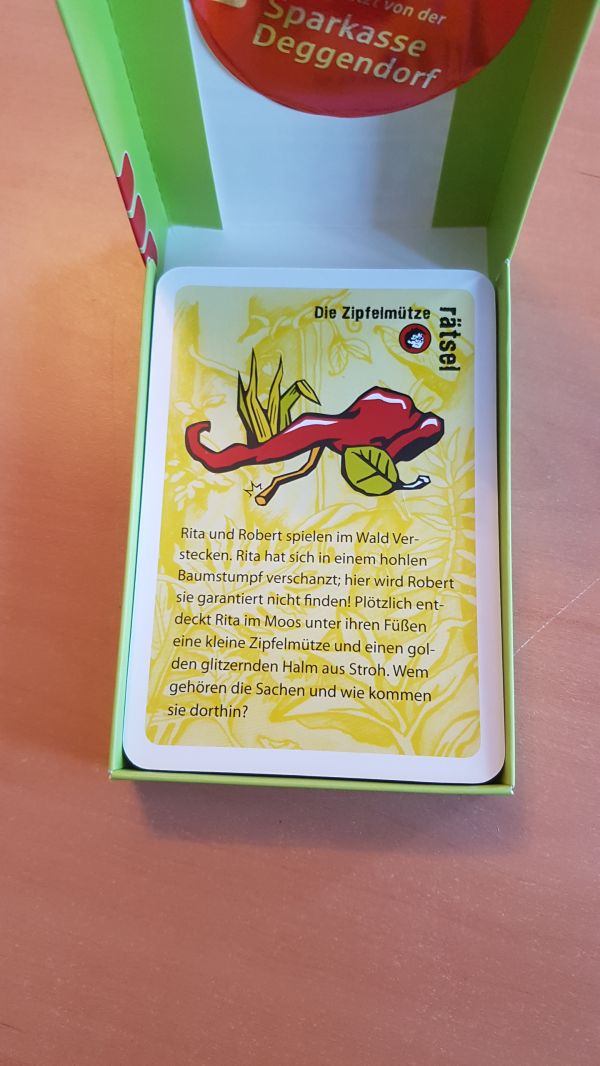 von der
Sparkasse
Deggendorf
Die Zipfelmütze
rätsel
Rita und Robert spielen im Wald Ver-
stecken. Rita hat sich in einem hohlen
Baumstumpf verschanzt; hier wird Robert
sie garantiert nicht finden! Plötzlich ent-
deckt Rita im Moos unter ihren Füßen
eine kleine Zipfelmütze und einen gol-
den glitzernden Halm aus Stroh. Wem
gehören die Sachen und wie kommen
sie dorthin?